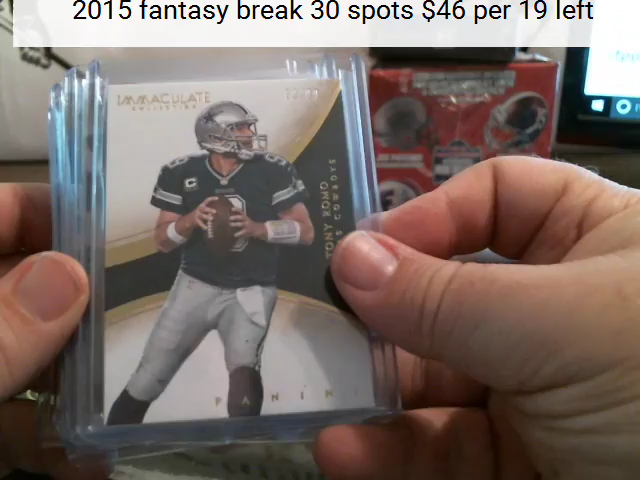 2015 fantasy break 30 spots $46 per 19 left
IMMACULATE
COLLECTION
TONY ROMO
COWBOYS
PANINI